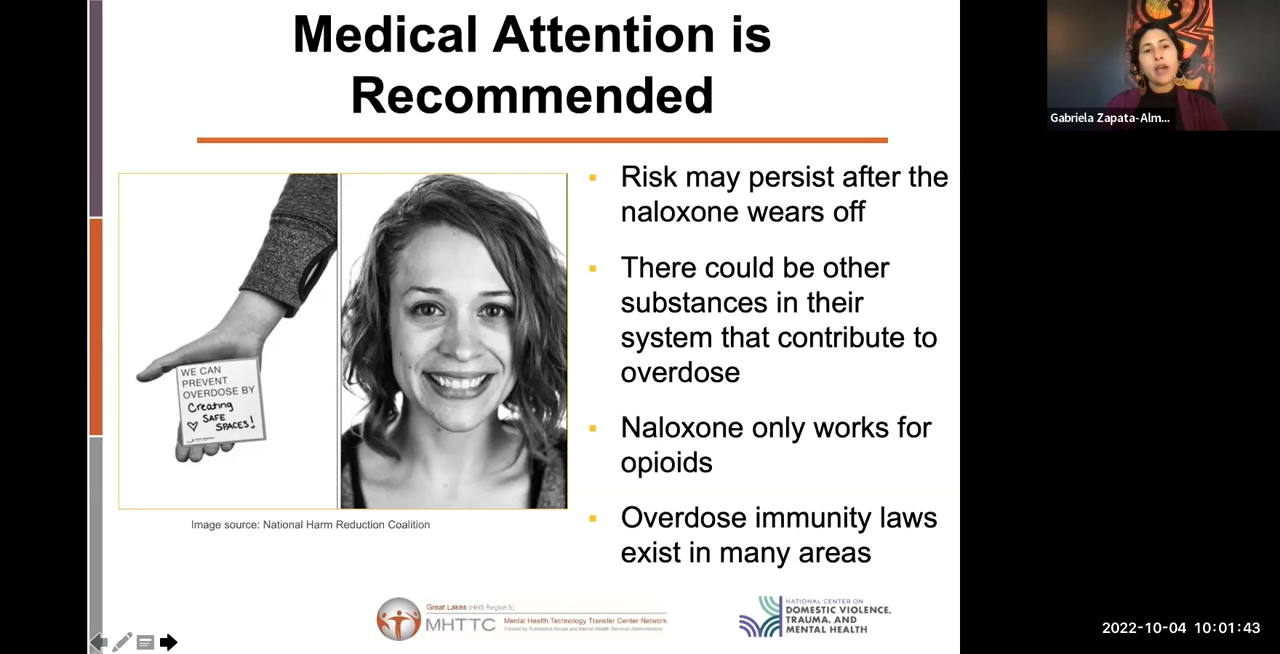 Medical Attention is
Recommended
Risk may persist after the
naloxone wears off
There could be other
substances in their
system that contribute to
overdose
Naloxone only works for
opioids
Overdose immunity laws
exist in many areas
WE CAN
PREVENT
OVERDOSE BY
Creating
♡ SAFE
SPACES!
Image source: National Harm Reduction Coalition
Great Lakes (HHS Region 5)
MHTTC Mental Health Technology Transfer Center Network
Funded by Substance Abuse and Mental Health Services Administration
NATIONAL CENTER ON
DOMESTIC VIOLENCE,
TRAUMA, AND
MENTAL HEALTH
Gabriela Zapata-Alm...
2022-10-04 10:01:43